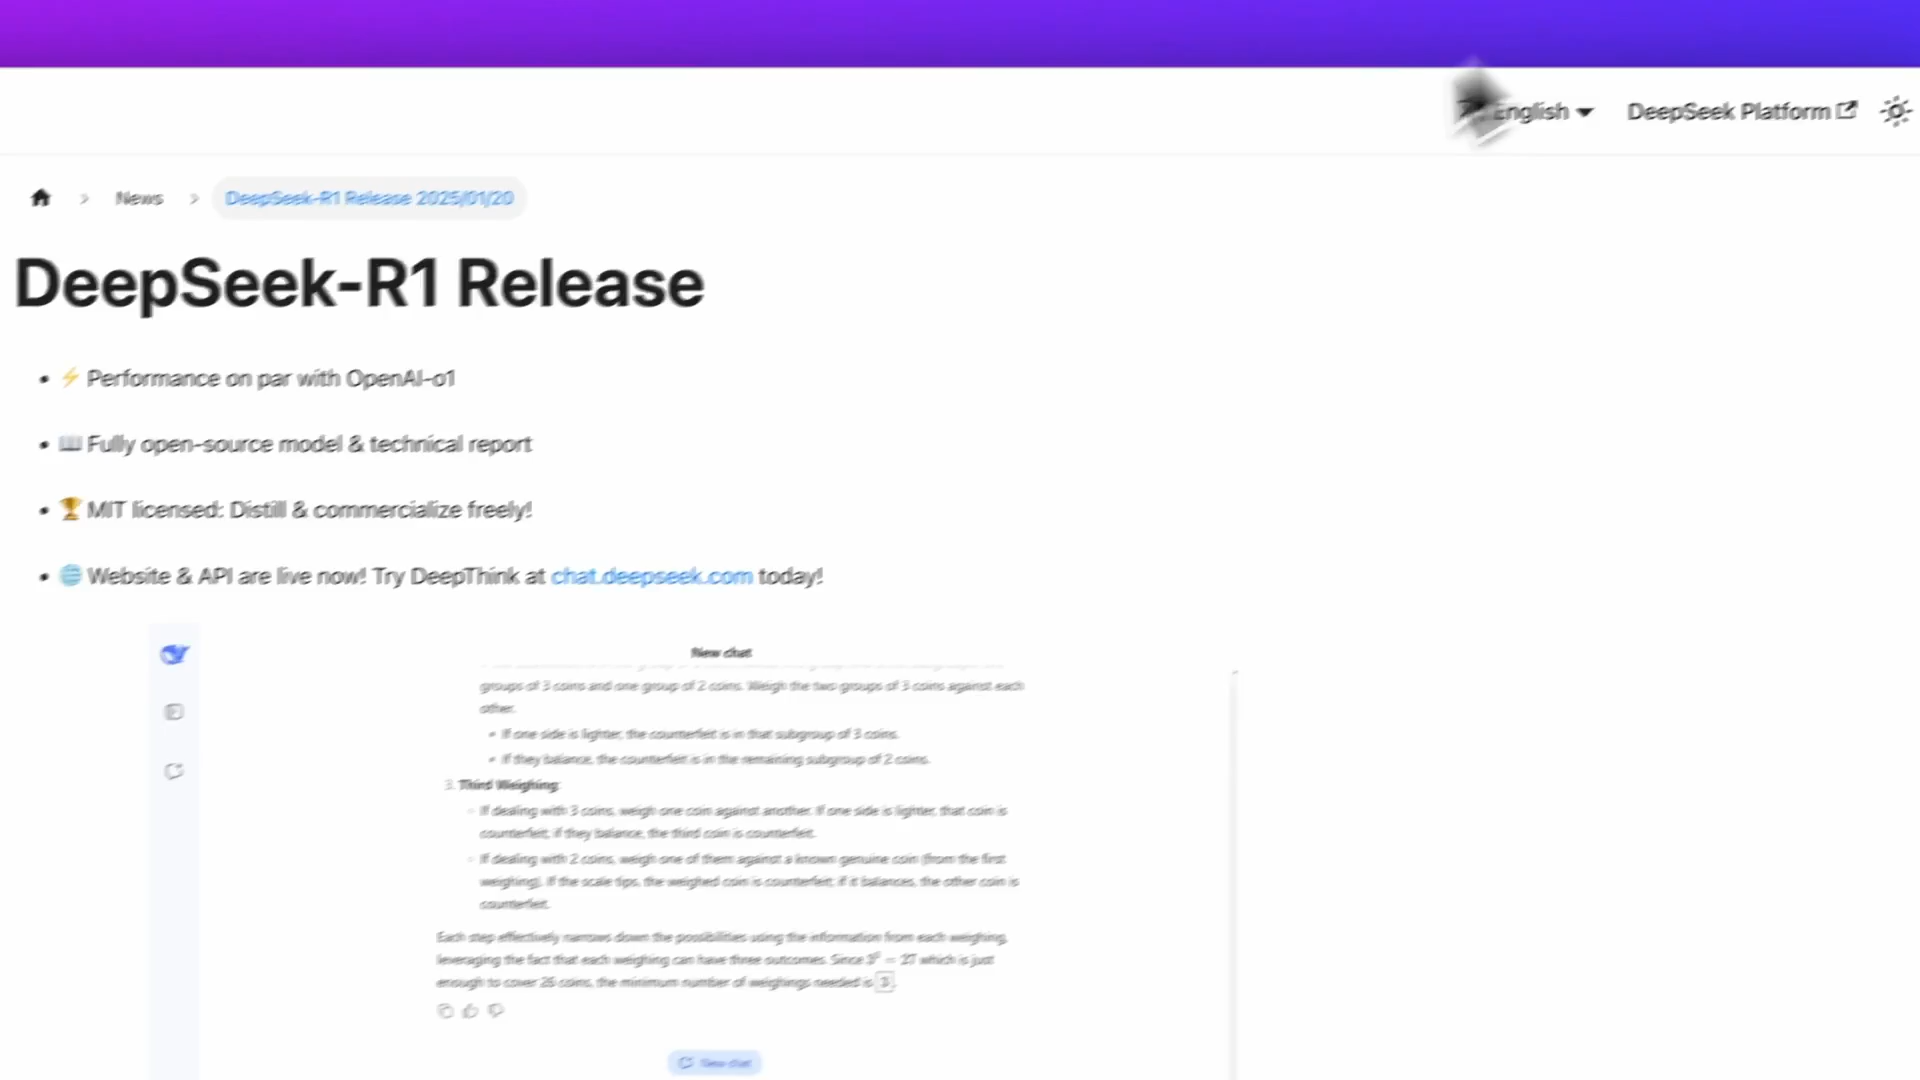 English
DeepSeek Platform
News
DeepSeek-R1 Release 2025/01/20
DeepSeek-R1 Release
Performance on par with OpenAI-o1
Fully open-source model & technical report
MIT licensed: Distill & commercialize freely!
Website & API are live now! Try DeepThink at chat.deepseek.com today!
New chat
groups of 3 coins and one group of 2 coins. Weigh the two groups of 3 coins against each
other.
If one side is lighter, the counterfeit is in that subgroup of 3 coins.
If they balance, the counterfeit is in the remaining subgroup of 2 coins.
3. Third Weighing:
If dealing with 3 coins, weigh one coin against another. If one side is lighter, that coin is
counterfeit; if they balance, the third coin is counterfeit.
If dealing with 2 coins, weigh one of them against a known genuine coin (from the first
weighing). If the scale tips, the weighed coin is counterfeit; if it balances, the other coin is
counterfeit.
Each step effectively narrows down the possibilities using the information from each weighing,
leveraging the fact that each weighing can have three outcomes. Since 3³ = 27 which is just
enough to cover 26 coins, the minimum number of weighings needed is 3.
New chat